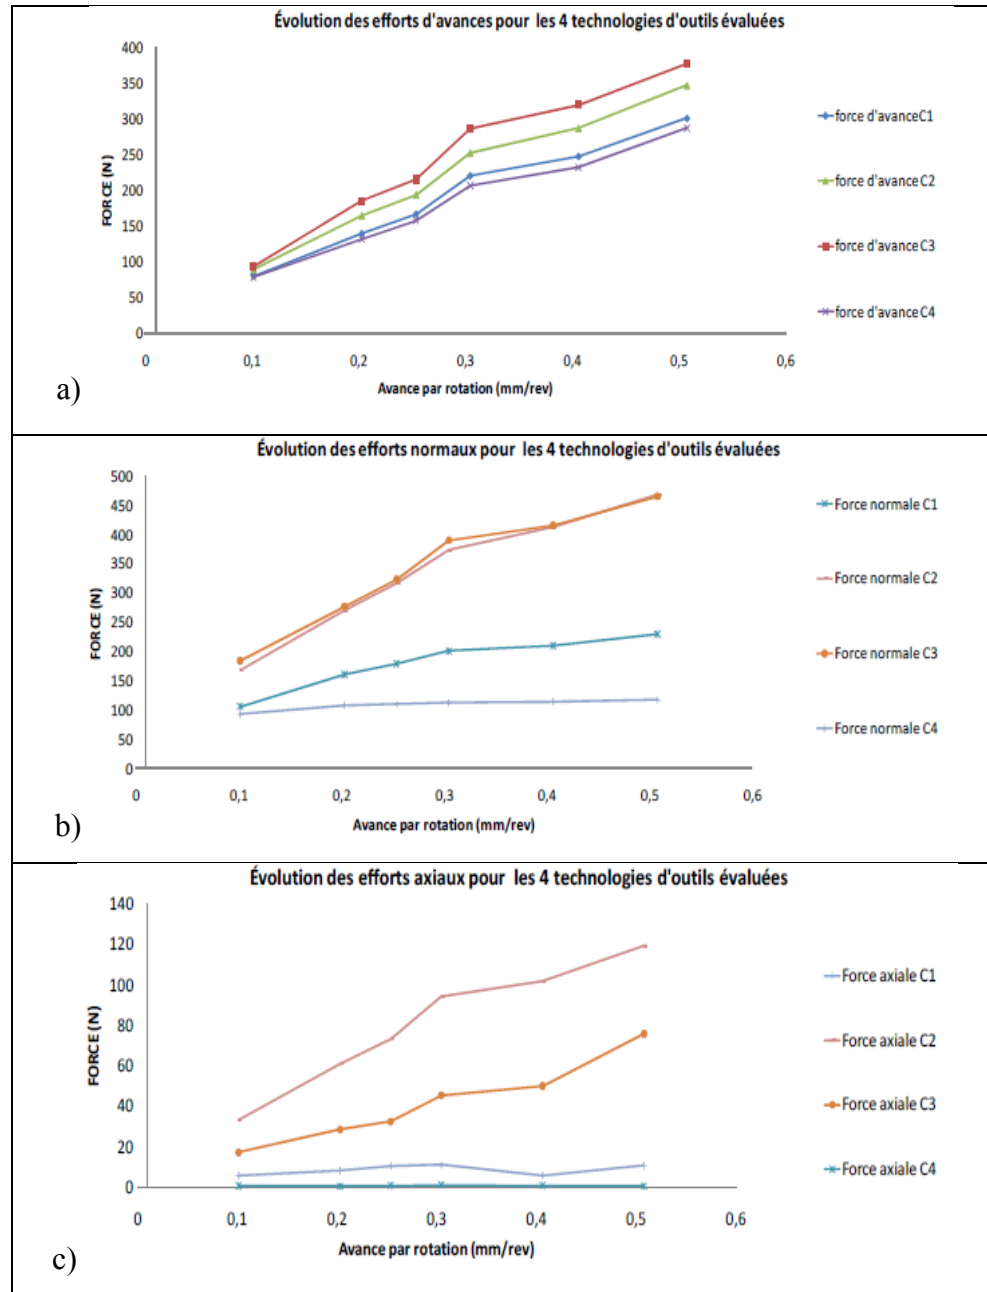 Évolution des efforts d'avances pour les 4 technologies d'outils évaluées
400
350
300
250
200
150
100
50
0
FORCE (N)
0 0,1 0,2 0,3 0,4 0,5 0,6
Avance par rotation (mm/rev)
force d'avanceC1
force d'avance C2
force d'avance C3
force d'avanceC4
a)
Évolution des efforts normaux pour les 4 technologies d'outils évaluées
500
450
400
350
300
250
200
150
100
50
0
FORCE (N)
0 0,1 0,2 0,3 0,4 0,5 0,6
Avance par rotation (mm/rev)
Force normale C1
Force normale C2
Force normale C3
Force normale C4
b)
Évolution des efforts axiaux pour les 4 technologies d'outils évaluées
140
120
100
80
60
40
20
0
FORCE (N)
0 0,1 0,2 0,3 0,4 0,5 0,6
Avance par rotation (mm/rev)
Force axiale C1
Force axiale C2
Force axiale C3
Force axiale C4
c)